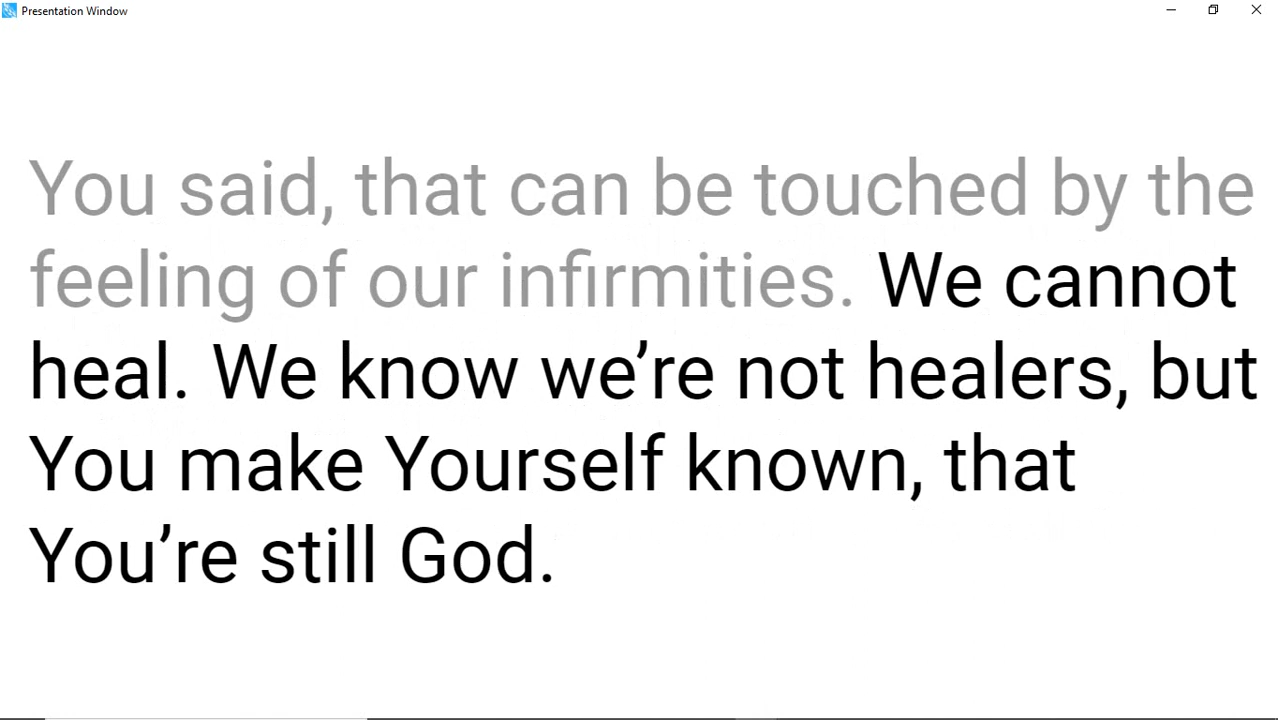 Presentation Window
You said, that can be touched by the
feeling of our infirmities. We cannot
heal. We know we’re not healers, but
You make Yourself known, that
You’re still God.